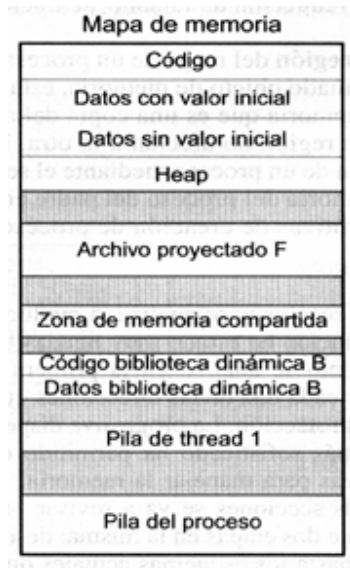 Mapa de memoria
Código
Datos con valor inicial
Datos sin valor inicial
Heap
Archivo proyectado F
Zona de memoria compartida
Código biblioteca dinámica B
Datos biblioteca dinámica B
Pila de thread 1
Pila del proceso